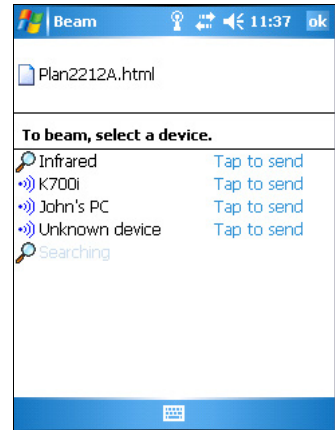 Beam 11:37 ok
Plan2212A.html
To beam, select a device.
Infrared Tap to send
K700i Tap to send
John's PC Tap to send
Unknown device Tap to send
Searching